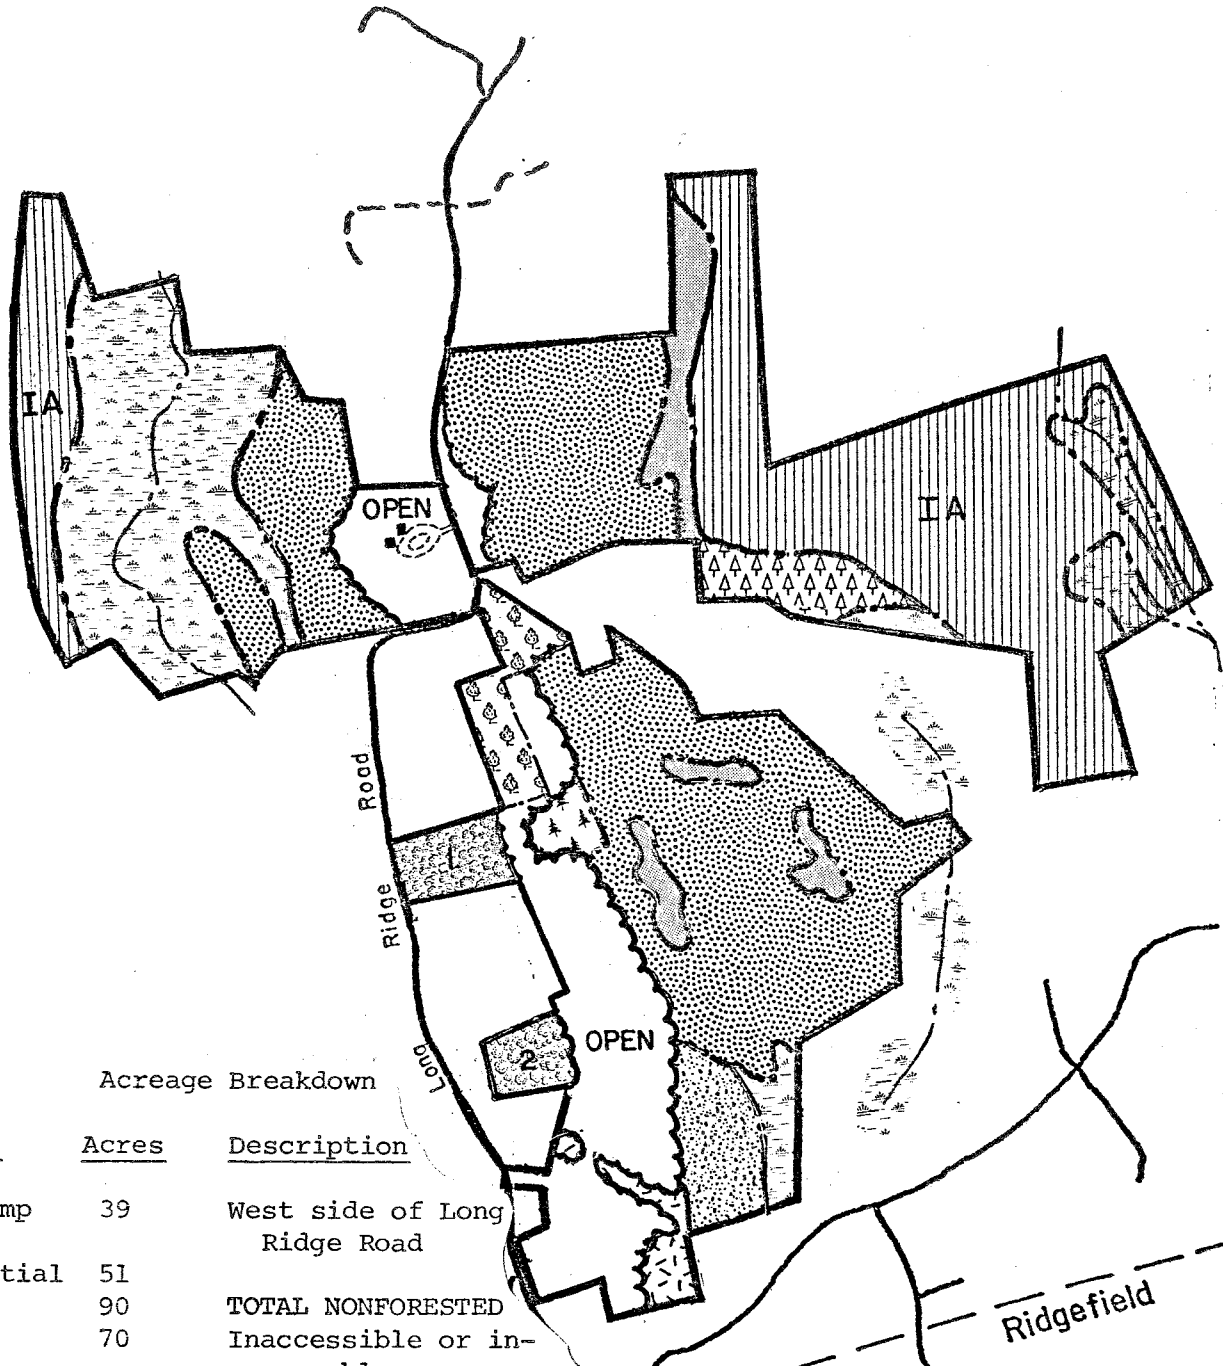 IA
OPEN
IA
Road
1
Ridge
OPEN
2
Long
Acreage Breakdown
Acres Description
mp 39 West side of Long
Ridge Road
tial 51
90 TOTAL NONFORESTED
70 Inaccessible or in-
Ridgefield